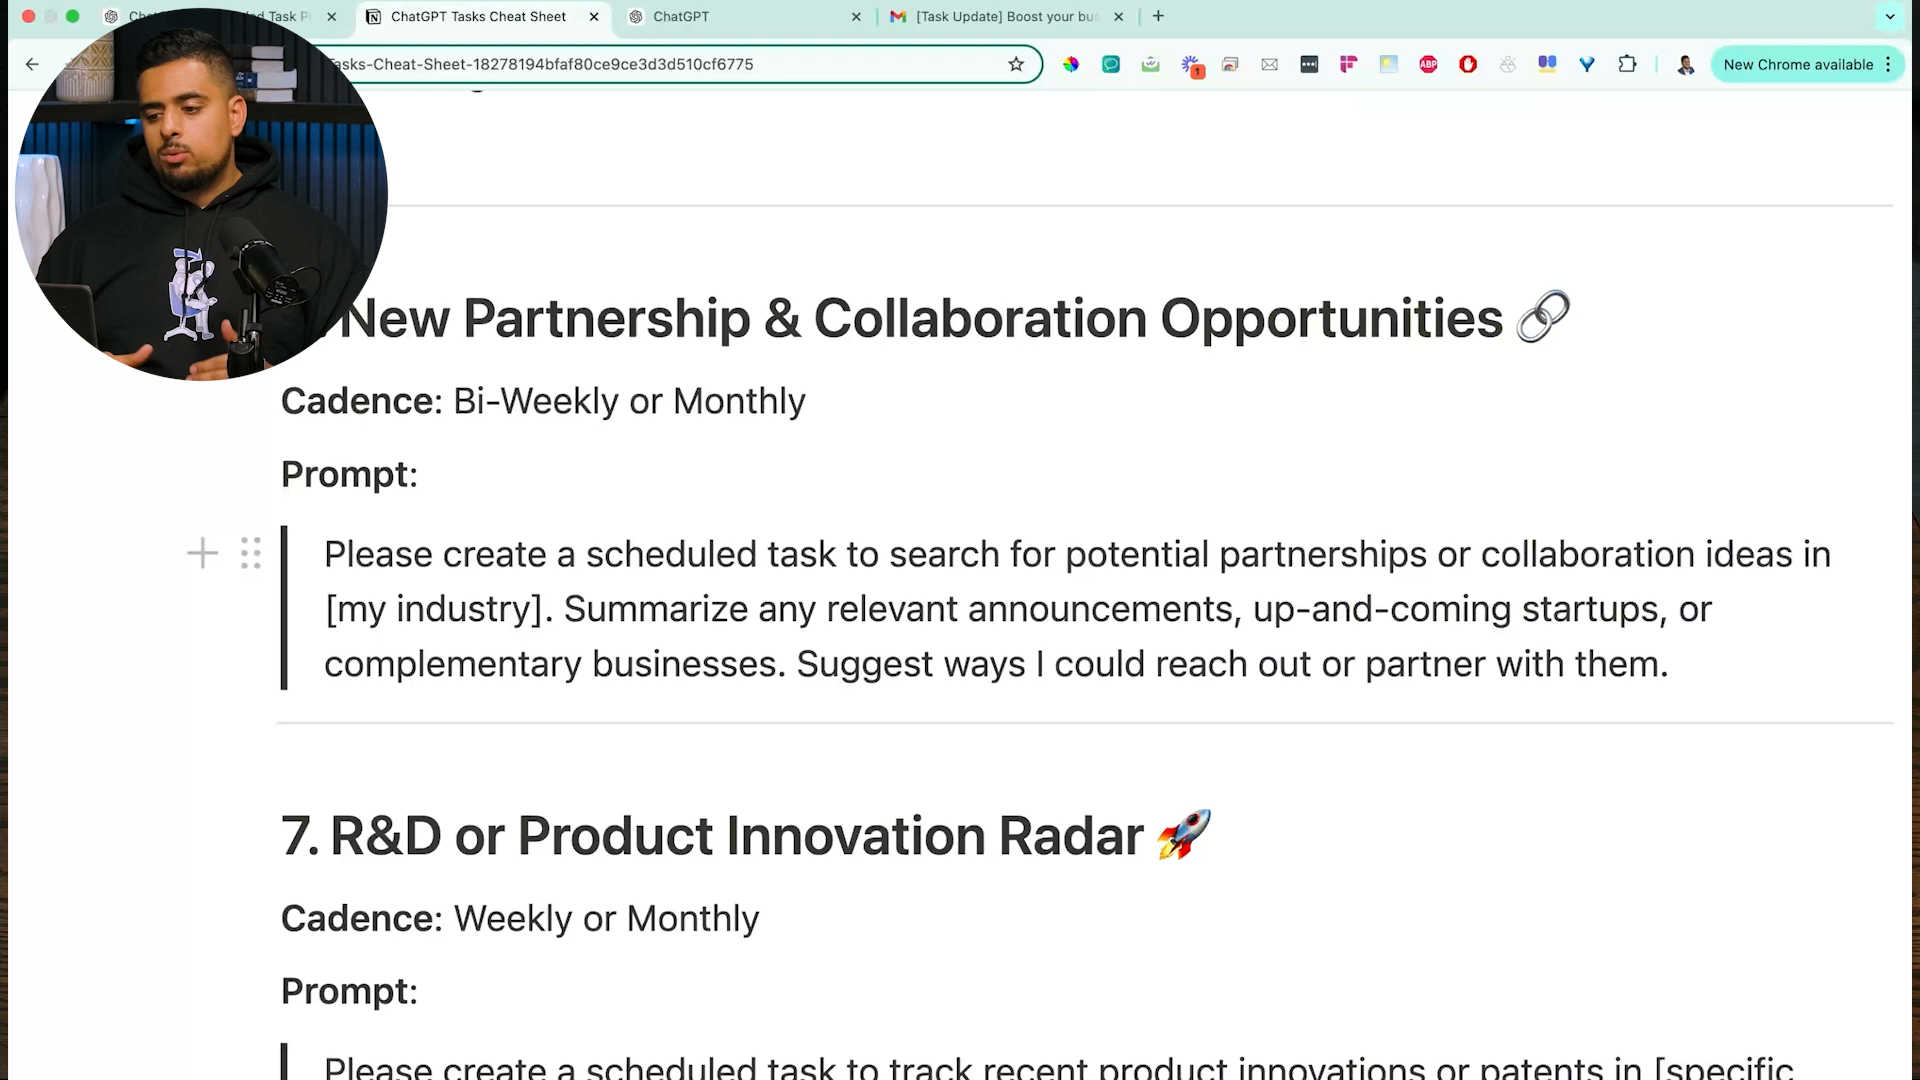 ChatGPT Tasks Cheat Sheet
ChatGPT
[Task Update] Boost your bu
asks-Cheat-Sheet-18278194bfaf80ce9ce3d3d510cf6775
1
ABP
New Chrome available
New Partnership & Collaboration Opportunities
Cadence: Bi-Weekly or Monthly
Prompt:
Please create a scheduled task to search for potential partnerships or collaboration ideas in
[my industry]. Summarize any relevant announcements, up-and-coming startups, or
complementary businesses. Suggest ways I could reach out or partner with them.
7. R&D or Product Innovation Radar 🚀
Cadence: Weekly or Monthly
Prompt:
Please create a scheduled task to track recent product innovations or patents in [specific